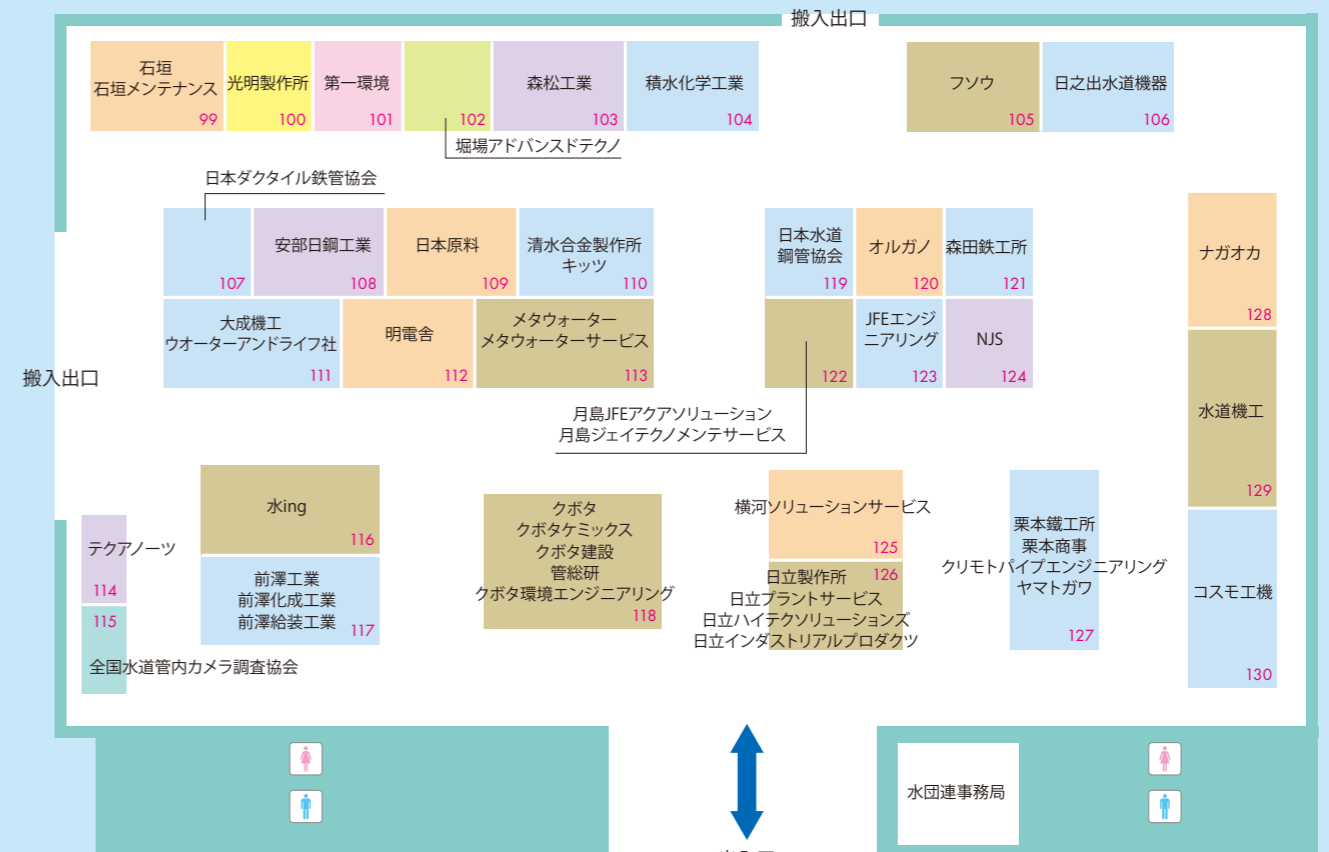 搬入出口
石垣
石垣メンテナンス
99
光明製作所
100
第一環境
101
102
堀場アドバンスドテクノ
森松工業
103
積水化学工業
104
フソウ
105
日之出水道機器
106
日本ダクタイル鉄管協会
107
安部日鋼工業
108
日本原料
109
清水合金製作所
キッツ
110
大成機工
ウオーターアンドライフ社
111
明電舎
112
メタウォーター
メタウォーターサービス
113
日本水道
鋼管協会
119
オルガノ
120
森田鉄工所
121
122
月島JFEアクアソリューション
月島ジェイテクノメンテサービス
JFEエンジ
ニアリング
123
NJS
124
ナガオカ
128
水道機工
129
コスモ工機
130
搬入出口
テクアノーツ
114
115
全国水道管内カメラ調査協会
水ing
116
前澤工業
前澤化成工業
前澤給装工業
117
クボタ
クボタケミックス
クボタ建設
管総研
クボタ環境エンジニアリング
118
横河ソリューションサービス
125
日立製作所
126
日立プラントサービス
日立ハイテクソリューションズ
日立インダストリアルプロダクツ
栗本鐵工所
栗本商事
クリモトパイプエンジニアリング
ヤマトガワ
127
水団連事務局